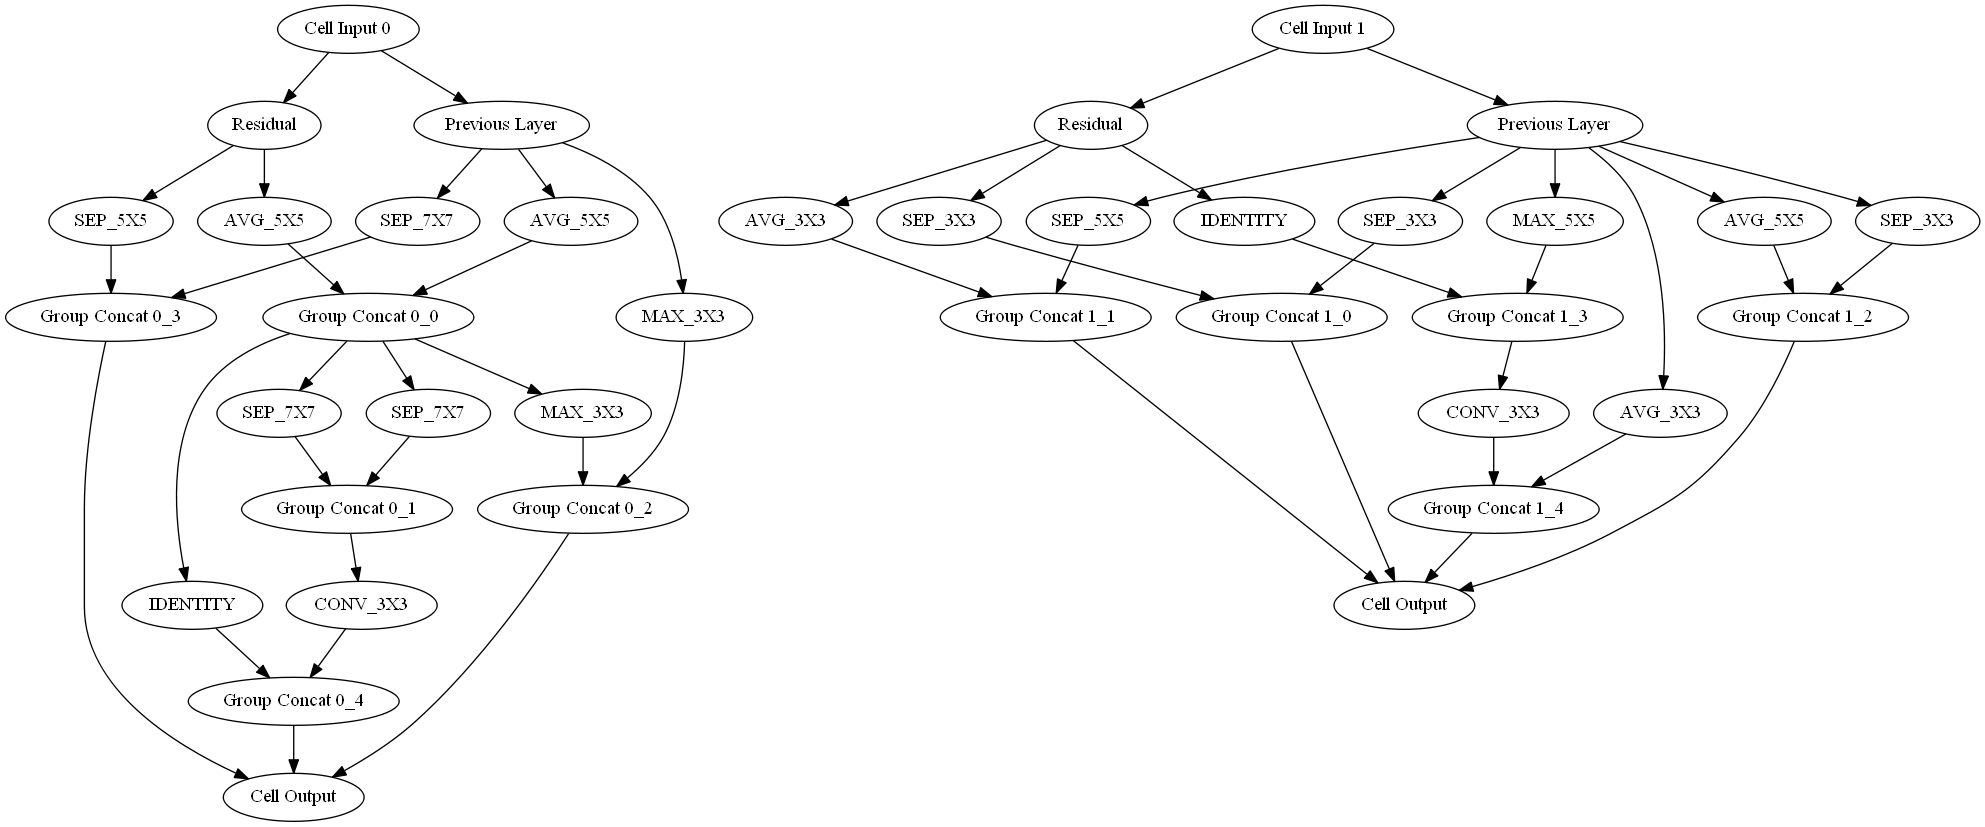 Cell Input 0
Residual
Previous Layer
SEP_5X5
AVG_5X5
SEP_7X7
AVG_5X5
Group Concat 0_3
Group Concat 0_0
MAX_3X3
SEP_7X7
SEP_7X7
MAX_3X3
Group Concat 0_1
Group Concat 0_2
IDENTITY
CONV_3X3
Group Concat 0_4
Cell Output
Cell Input 1
Residual
Previous Layer
AVG_3X3
SEP_3X3
SEP_5X5
IDENTITY
SEP_3X3
MAX_5X5
AVG_5X5
SEP_3X3
Group Concat 1_1
Group Concat 1_0
Group Concat 1_3
Group Concat 1_2
CONV_3X3
AVG_3X3
Group Concat 1_4
Cell Output